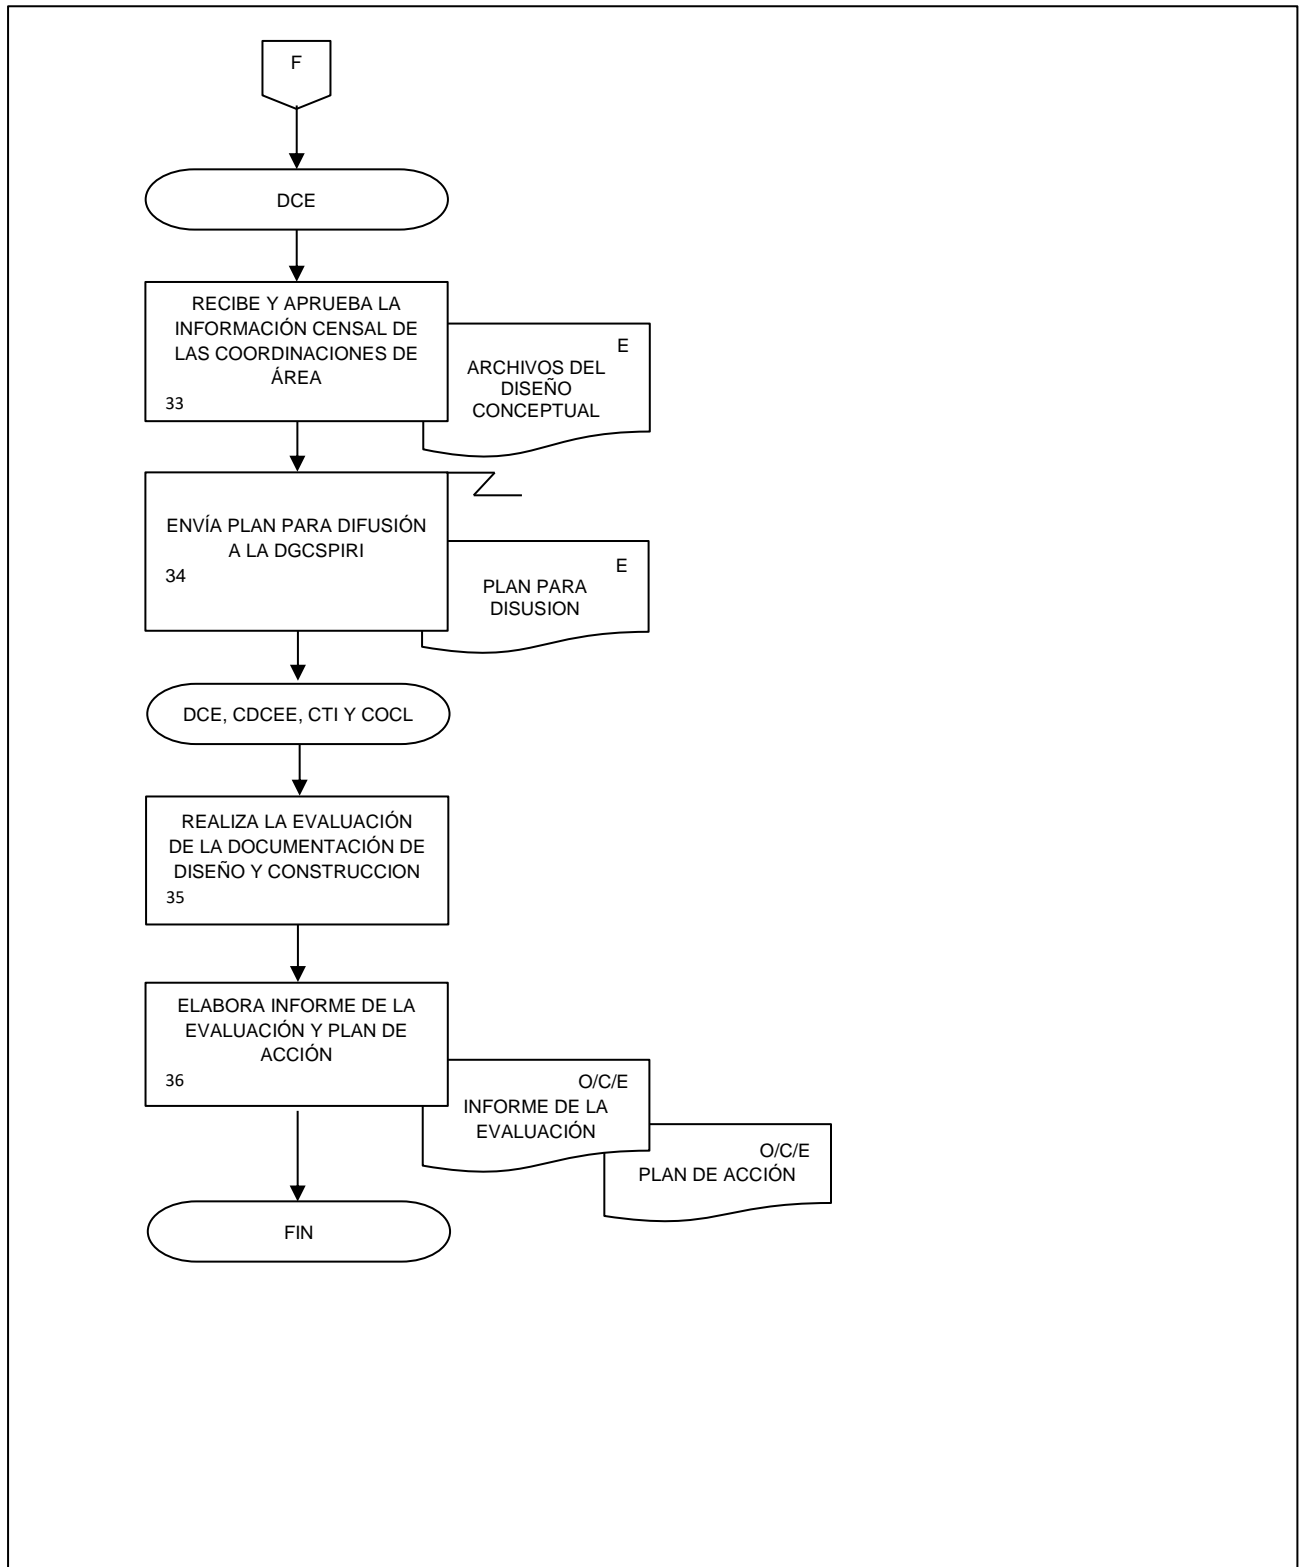 F
DCE
RECIBE Y APRUEBA LA
INFORMACIÓN CENSAL DE
LAS COORDINACIONES DE
ÁREA
33
E
ARCHIVOS DEL
DISEÑO
CONCEPTUAL
ENVÍA PLAN PARA DIFUSIÓN
A LA DGCSPIRI
34
E
PLAN PARA
DISUSION
DCE, CDCEE, CTI Y COCL
REALIZA LA EVALUACIÓN
DE LA DOCUMENTACIÓN DE
DISEÑO Y CONSTRUCCION
35
ELABORA INFORME DE LA
EVALUACIÓN Y PLAN DE
ACCIÓN
36
O/C/E
INFORME DE LA
EVALUACIÓN
O/C/E
PLAN DE ACCIÓN
FIN